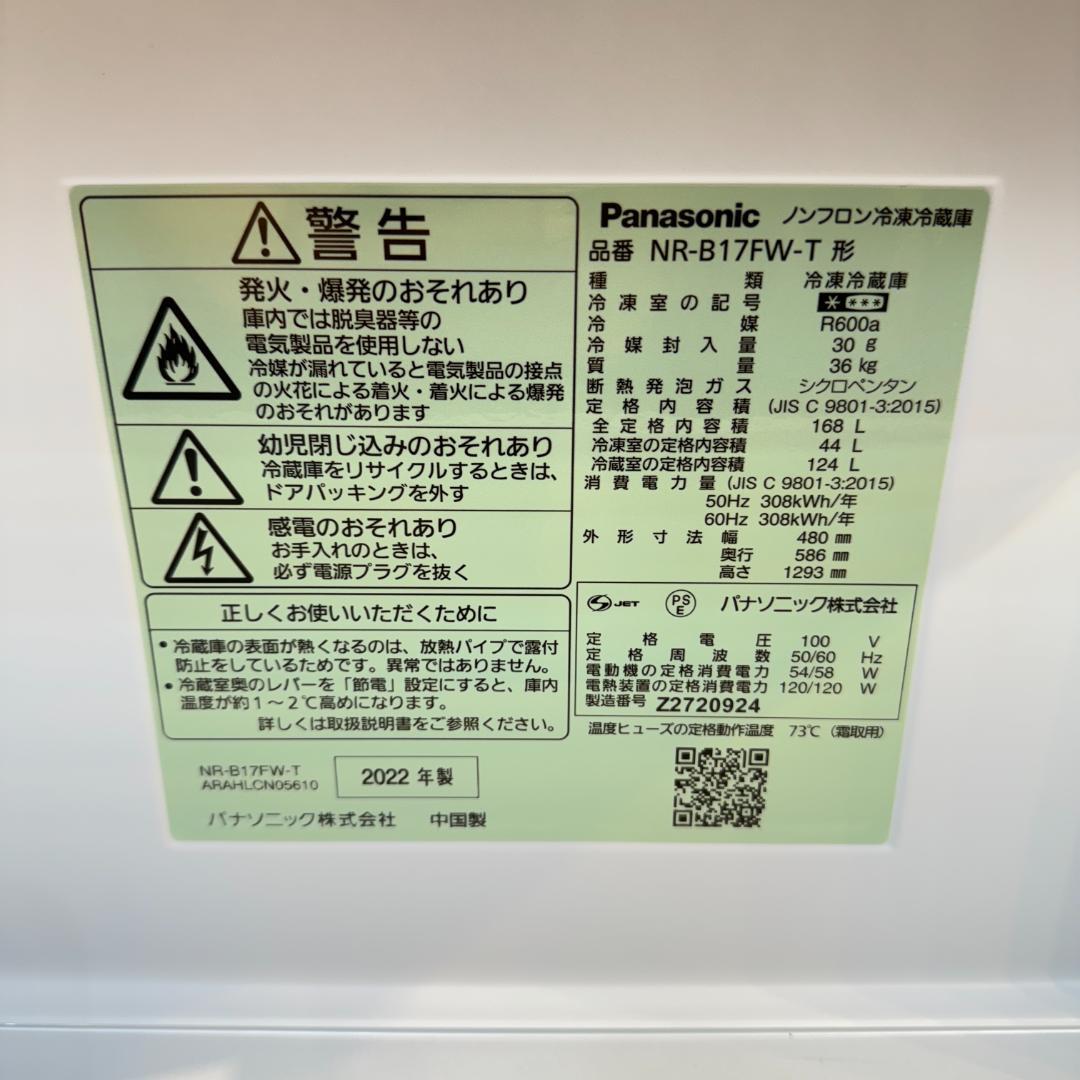 警告
発火・爆発のおそれあり
庫内では脱臭器等の
電気製品を使用しない
冷媒が漏れていると電気製品の接点
の火花による着火・着火による爆発
のおそれがあります
幼児閉じ込みのおそれあり
冷蔵庫をリサイクルするときは、
ドアパッキングを外す
感電のおそれあり
お手入れのときは、
必ず電源プラグを抜く
正しくお使いいただくために
・冷蔵庫の表面が熱くなるのは、放熱パイプで露付
防止をしているためです。異常ではありません。
・冷蔵室奥のレバーを「節電」設定にすると、庫内
温度が約1～2℃高めになります。
詳しくは取扱説明書をご参照ください。
NR-B17FW-T
ARAHLCN05610
2022 年製
パナソニック株式会社 中国製
Panasonic ノンフロン冷凍冷蔵庫
品番 NR-B17FW-T 形
種類 冷凍冷蔵庫
冷凍室の記号 * ***
冷媒 R600a
冷媒封入量 30 g
質量 36 kg
断熱発泡ガス シクロペンタン
定格内容積 (JIS C 9801-3:2015)
全定格内容積 168 L
冷凍室の定格内容積 44 L
冷蔵室の定格内容積 124 L
消費電力量 (JIS C 9801-3:2015)
50Hz 308kWh/年
60Hz 308kWh/年
外形寸法 幅 480 mm
奥行 586 mm
高さ 1293 mm
S JET PS E パナソニック株式会社
定格電圧 100 V
定格周波数 50/60 Hz
電動機の定格消費電力 54/58 W
電熱装置の定格消費電力 120/120 W
製造番号 Z2720924
温度ヒューズの定格動作温度 73℃（霜取用）